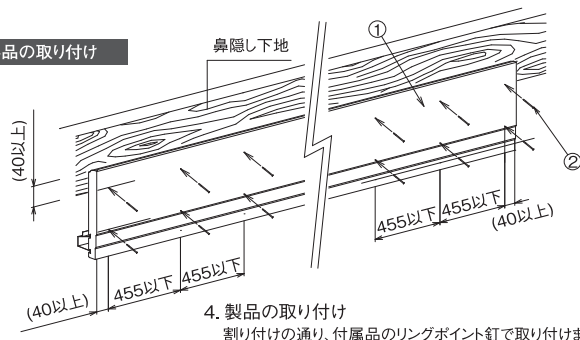 品の取り付け
鼻隠し下地
①
(40以上)
②
455以下
455以下
(40以上)
(40以上)
455以下
455以下
4. 製品の取り付け
割り付けの通り、付属品のリングポイント釘で取り付けま